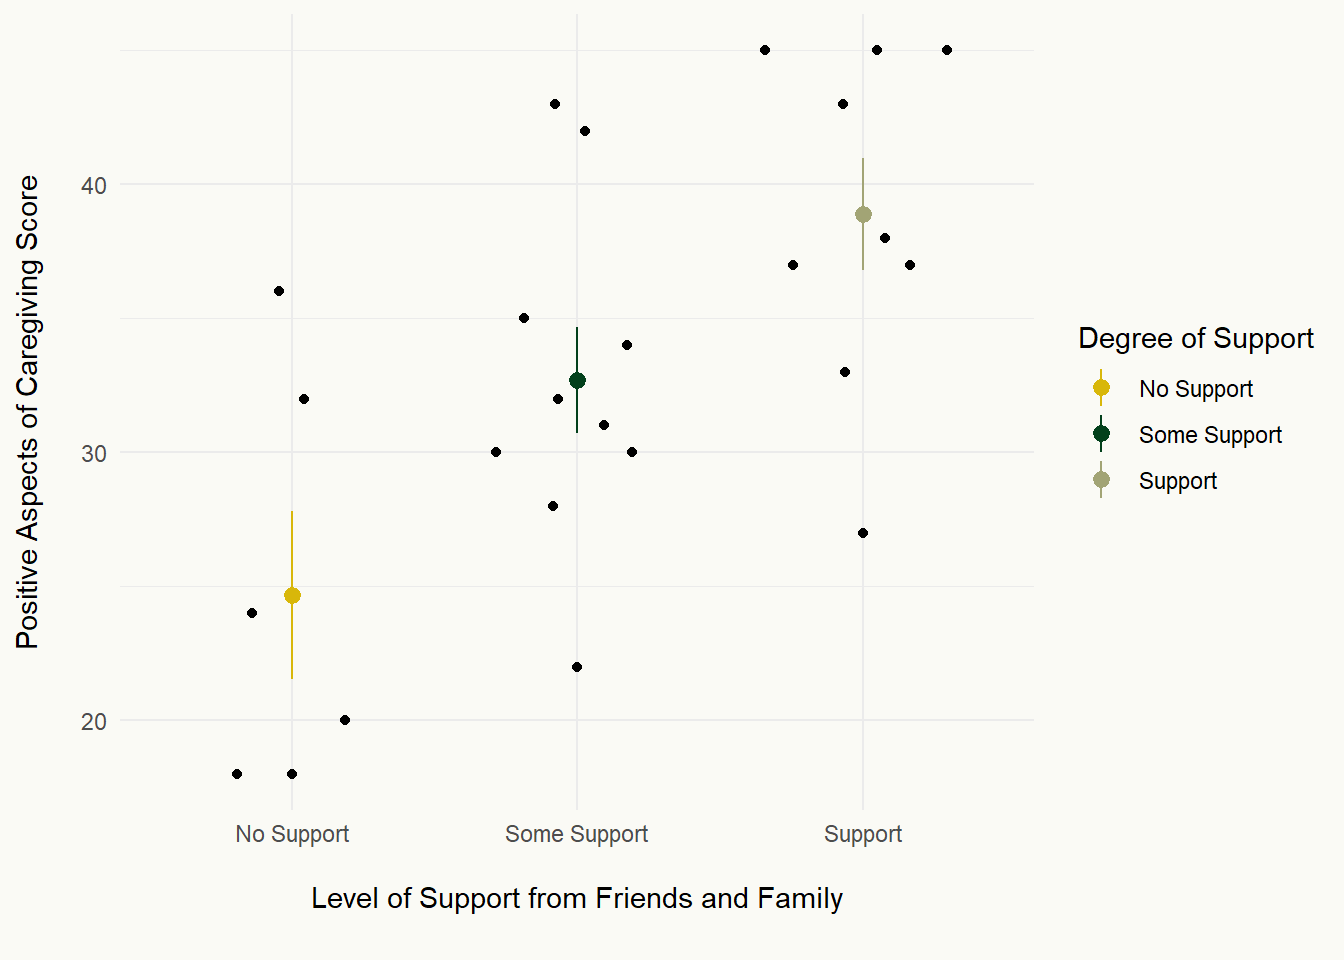 Positive Aspects of Caregiving Score
40
30
20
No Support
Some Support
Support
Level of Support from Friends and Family
Degree of Support
No Support
Some Support
Support